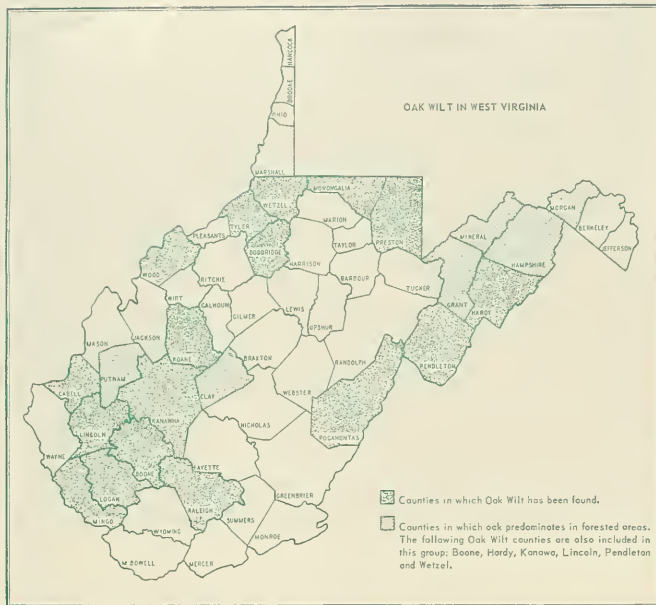 OAK WILT IN WEST VIRGINIA
HANCOCK
BROOKE
OHIO
MARSHALL
WETZEL
MONONGALIA
MORGAN
BERKELEY
JEFFERSON
TYLER
MARION
PRESTON
MINERAL
HAMPSHIRE
PLEASANTS
DODDRIDGE
TAYLOR
WOOD
HARRISON
RITCHIE
BARBOUR
TUCKER
GRANT
HARDY
WIRT
CALHOUN
GILMER
LEWIS
UPSHUR
JACKSON
MASON
ROANE
BRAXTON
RANDOLPH
PENDLETON
PUTNAM
CABELL
CLAY
WEBSTER
KANAWHA
NICHOLAS
POCAHONTAS
LINCOLN
WAYNE
BOONE
FAYETTE
LOGAN
RALEIGH
GREENBRIER
MINGO
SUMMERS
WYOMING
MONROE
MERCER
Counties in which Oak Wilt has been found.
Counties in which oak predominates in forested areas.
The following Oak Wilt counties are also included in
this group: Boone, Hardy, Kanawa, Lincoln, Pendleton
and Wetzel.